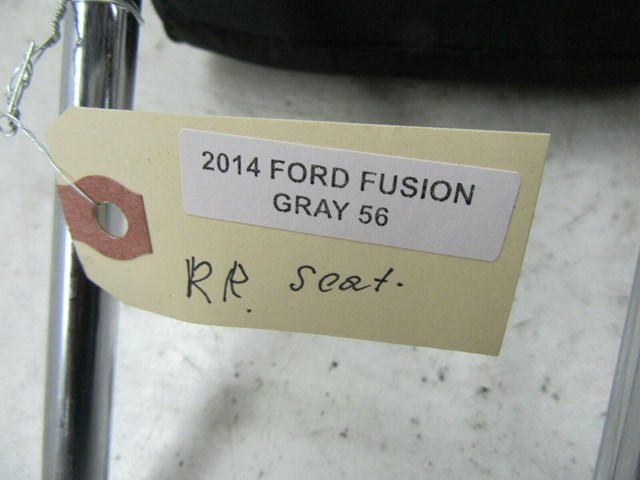 2014 FORD FUSION
GRAY 56
RR. seat.